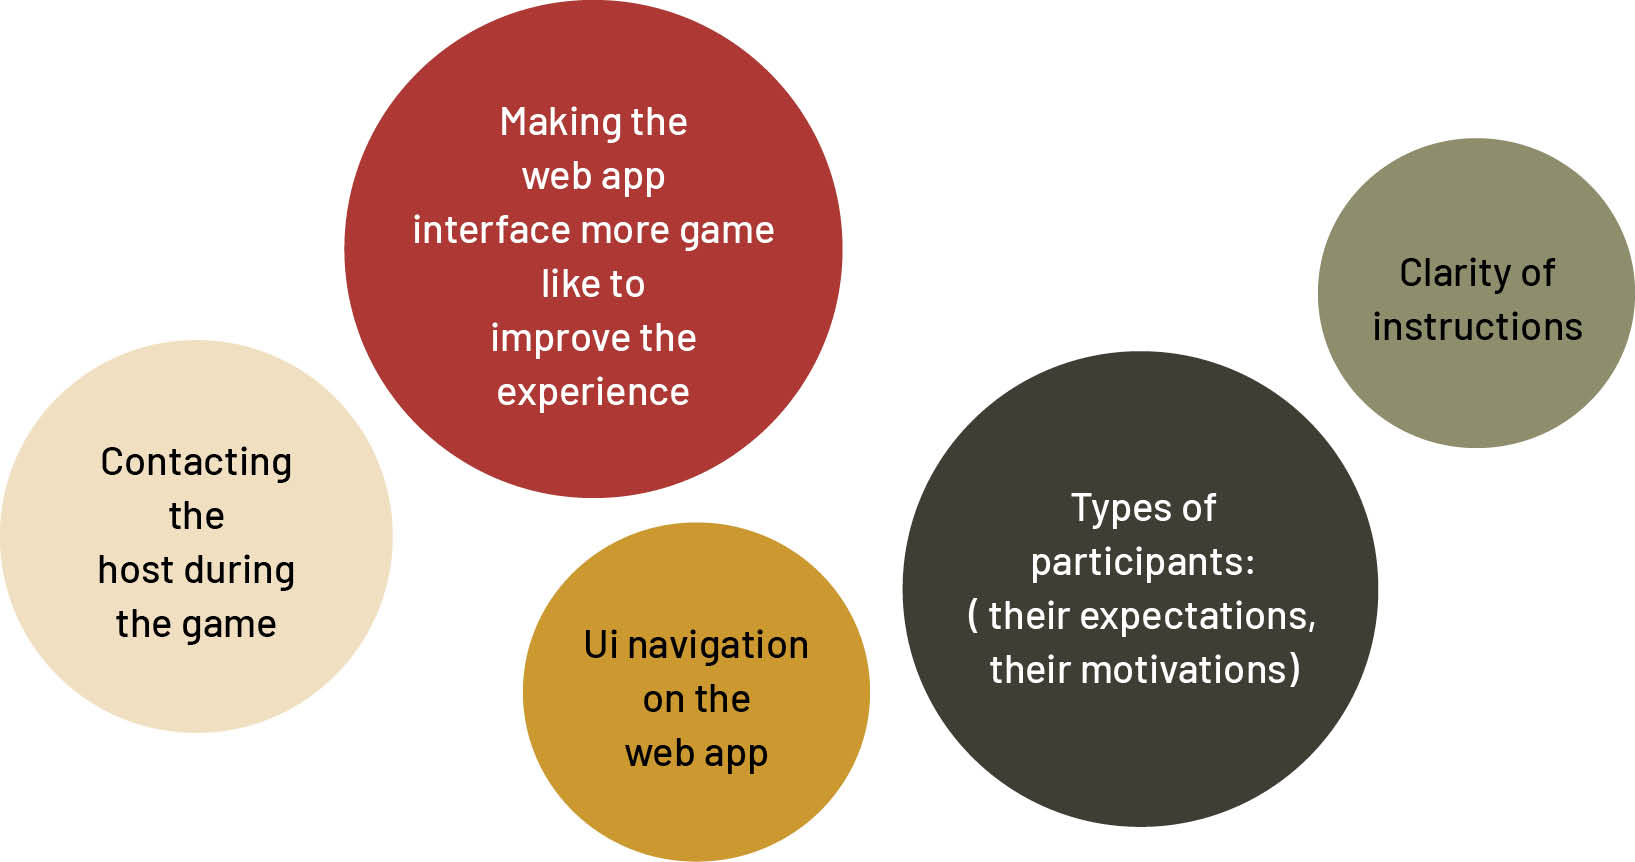 Making the
web app
interface more game
like to
improve the
experience
Clarity of
instructions
Contacting
the
host during
the game
Types of
participants:
( their expectations,
their motivations)
Ui navigation
on the
web app